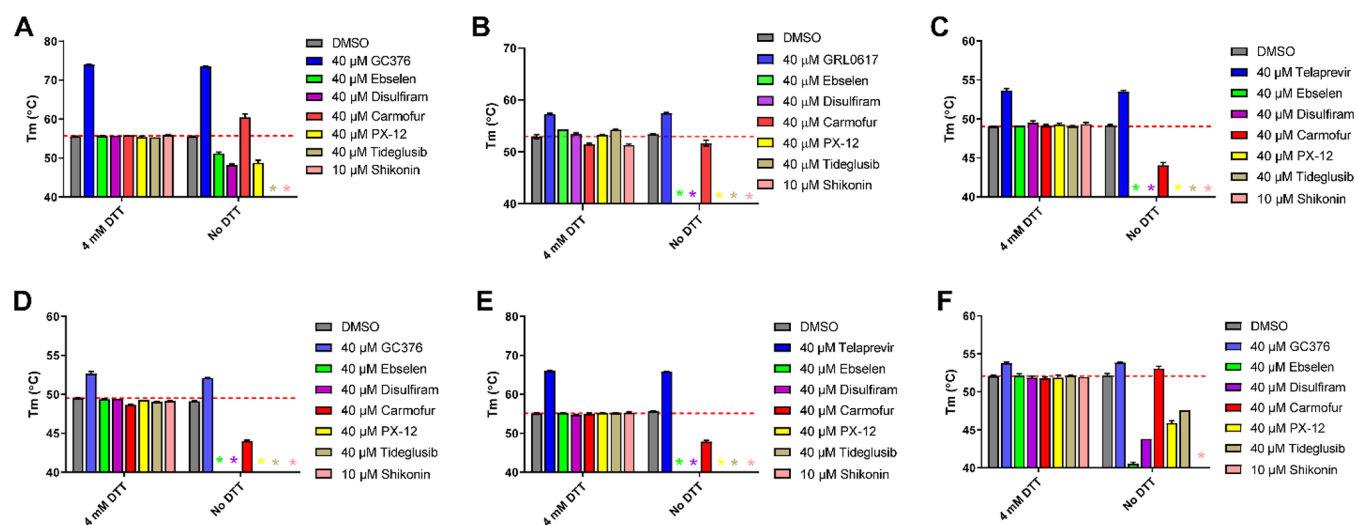 A
Tm (°C)
80
70
60
50
40
4 mM DTT
No DTT
* *
DMSO
40 µM GC376
40 µM Ebselen
40 µM Disulfiram
40 µM Carmofur
40 µM PX-12
40 µM Tideglusib
10 µM Shikonin
B
Tm (°C)
70
60
50
40
4 mM DTT
No DTT
* * * * *
DMSO
40 µM GRL0617
40 µM Ebselen
40 µM Disulfiram
40 µM Carmofur
40 µM PX-12
40 µM Tideglusib
10 µM Shikonin
C
Tm (°C)
60
55
50
45
40
4 mM DTT
No DTT
* * * * *
DMSO
40 µM Telaprevir
40 µM Ebselen
40 µM Disulfiram
40 µM Carmofur
40 µM PX-12
40 µM Tideglusib
10 µM Shikonin
D
Tm (°C)
60
55
50
45
40
4 mM DTT
No DTT
* * * * *
DMSO
40 µM GC376
40 µM Ebselen
40 µM Disulfiram
40 µM Carmofur
40 µM PX-12
40 µM Tideglusib
10 µM Shikonin
E
Tm (°C)
80
70
60
50
40
4 mM DTT
No DTT
* * * * *
DMSO
40 µM Telaprevir
40 µM Ebselen
40 µM Disulfiram
40 µM Carmofur
40 µM PX-12
40 µM Tideglusib
10 µM Shikonin
F
Tm (°C)
60
56
52
48
44
40
4 mM DTT
No DTT
*
DMSO
40 µM GC376
40 µM Ebselen
40 µM Disulfiram
40 µM Carmofur
40 µM PX-12
40 µM Tideglusib
10 µM Shikonin